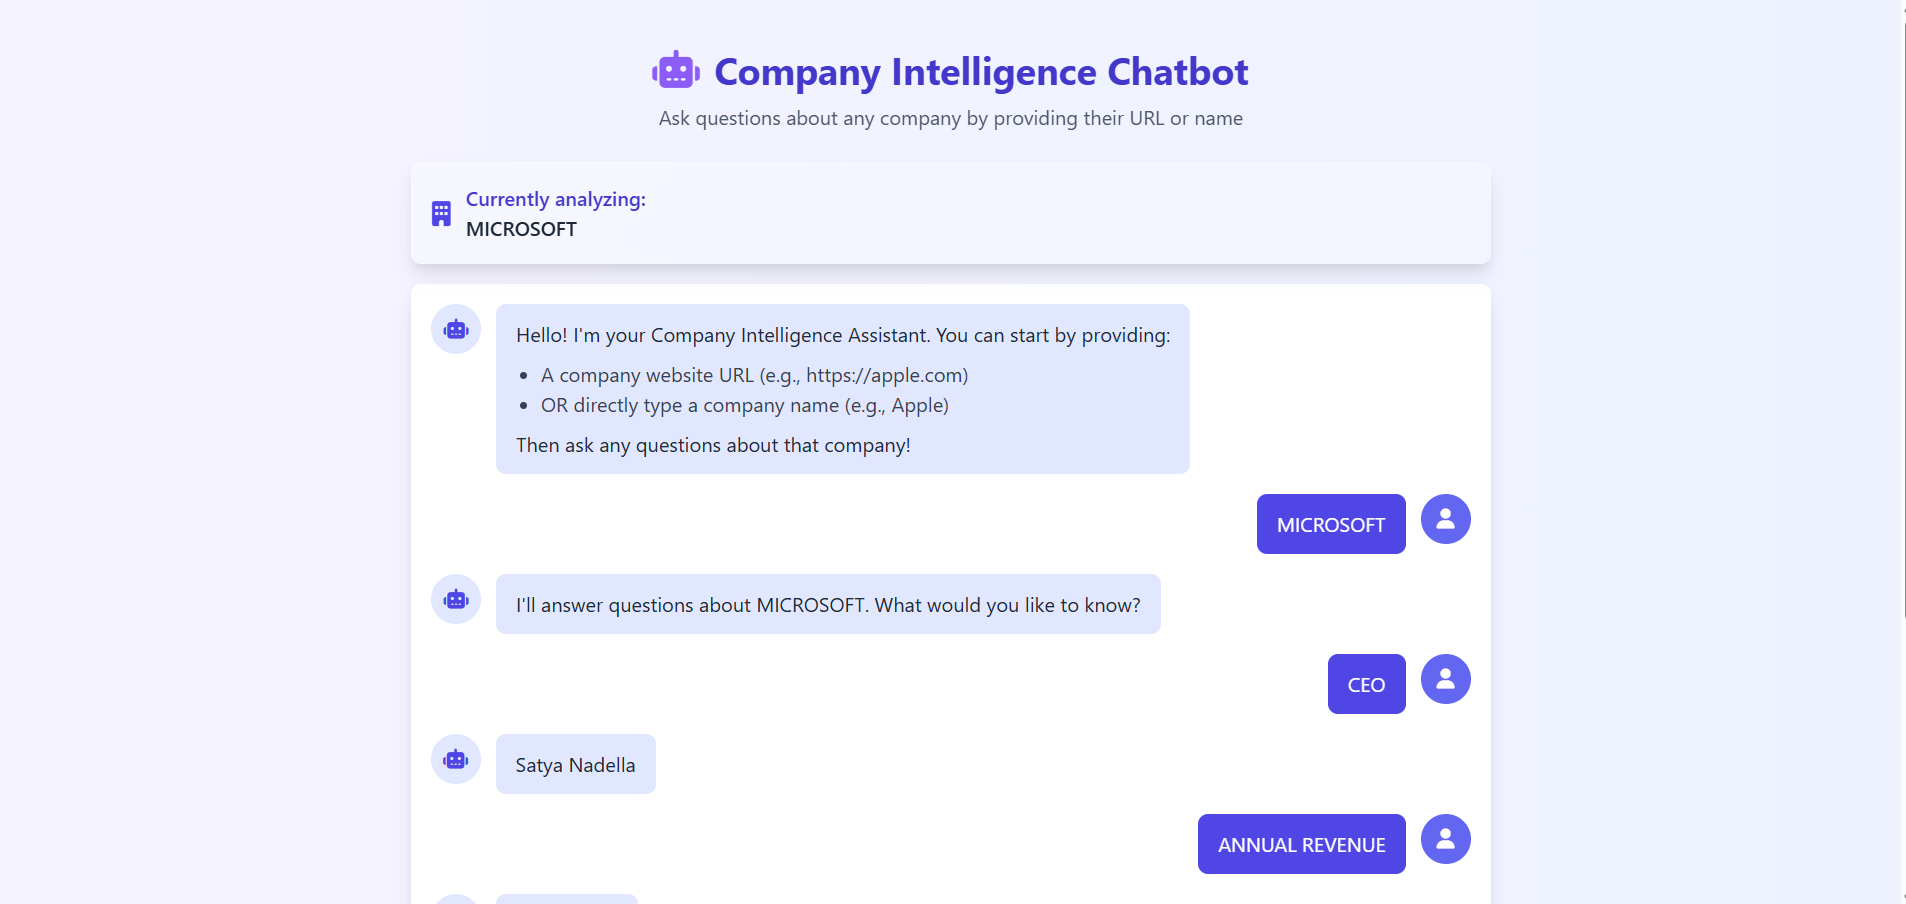 Company Intelligence Chatbot
Ask questions about any company by providing their URL or name
Currently analyzing:
MICROSOFT
Hello! I'm your Company Intelligence Assistant. You can start by providing:
• A company website URL (e.g., https://apple.com)
• OR directly type a company name (e.g., Apple)
Then ask any questions about that company!
MICROSOFT
I'll answer questions about MICROSOFT. What would you like to know?
CEO
Satya Nadella
ANNUAL REVENUE